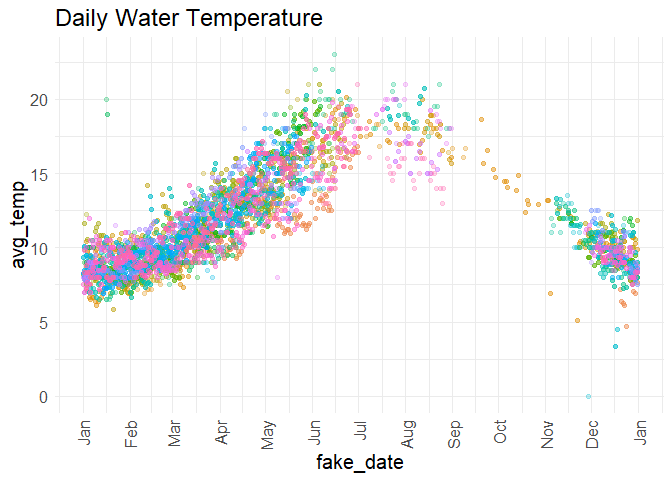 Daily Water Temperature
avg_temp
20
15
10
5
0
Jan
Feb
Mar
Apr
May
Jun
Jul
Aug
Sep
Oct
Nov
Dec
Jan
fake_date